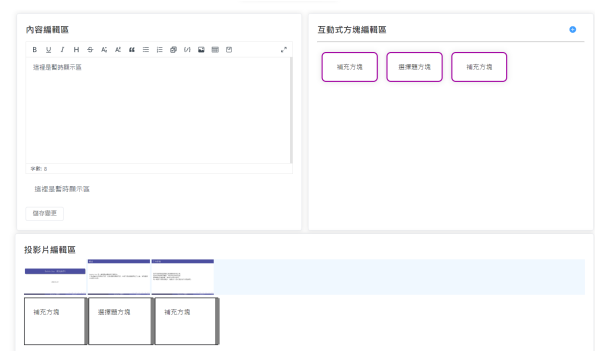 內容編輯區
互動式方塊編輯區
B U I H S
這裡是暫時顯示區
補充方塊
選擇題方塊
補充方塊
字數: 8
這裡是暫時顯示區
儲存變更
投影片編輯區
補充方塊
選擇題方塊
補充方塊